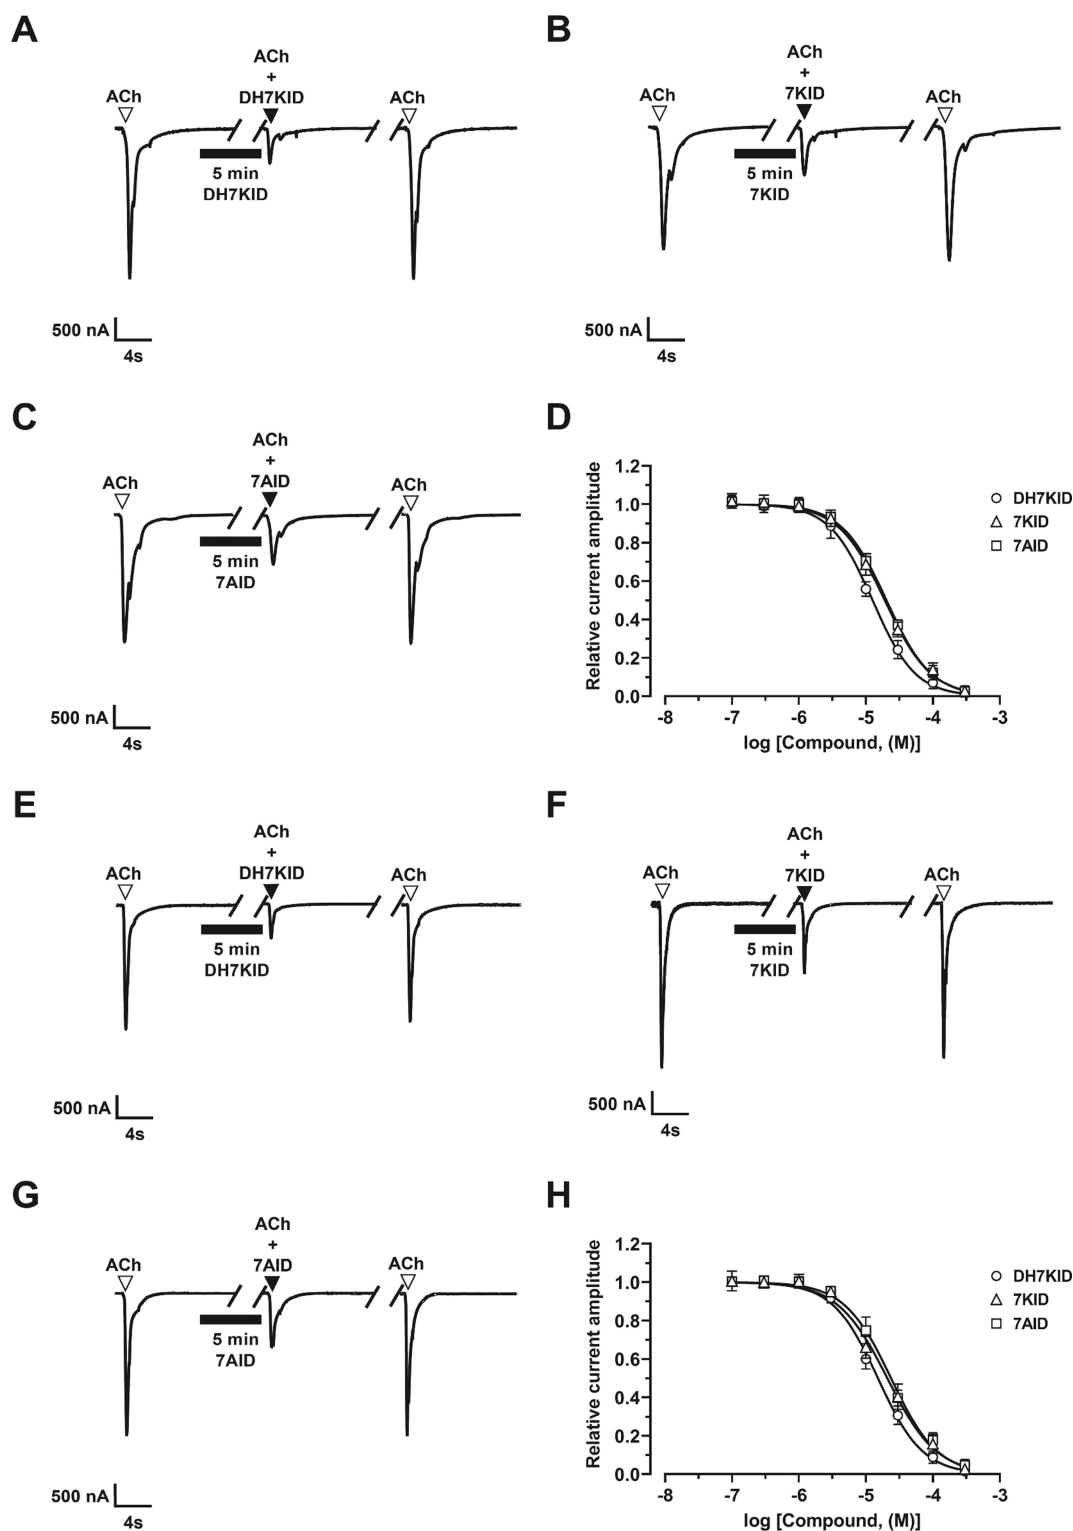 A
ACh
ACh
+
DH7KID
ACh
5 min
DH7KID
500 nA
4s
B
ACh
ACh
+
7KID
ACh
5 min
7KID
500 nA
4s
C
ACh
ACh
+
7AID
ACh
5 min
7AID
500 nA
4s
D
Relative current amplitude
1.2
1.0
0.8
0.6
0.4
0.2
0.0
-8 -7 -6 -5 -4 -3
log [Compound, (M)]
DH7KID
7KID
7AID
E
ACh
ACh
+
DH7KID
ACh
5 min
DH7KID
500 nA
4s
F
ACh
ACh
+
7KID
ACh
5 min
7KID
500 nA
4s
G
ACh
ACh
+
7AID
ACh
5 min
7AID
500 nA
4s
H
Relative current amplitude
1.2
1.0
0.8
0.6
0.4
0.2
0.0
-8 -7 -6 -5 -4 -3
log [Compound, (M)]
DH7KID
7KID
7AID